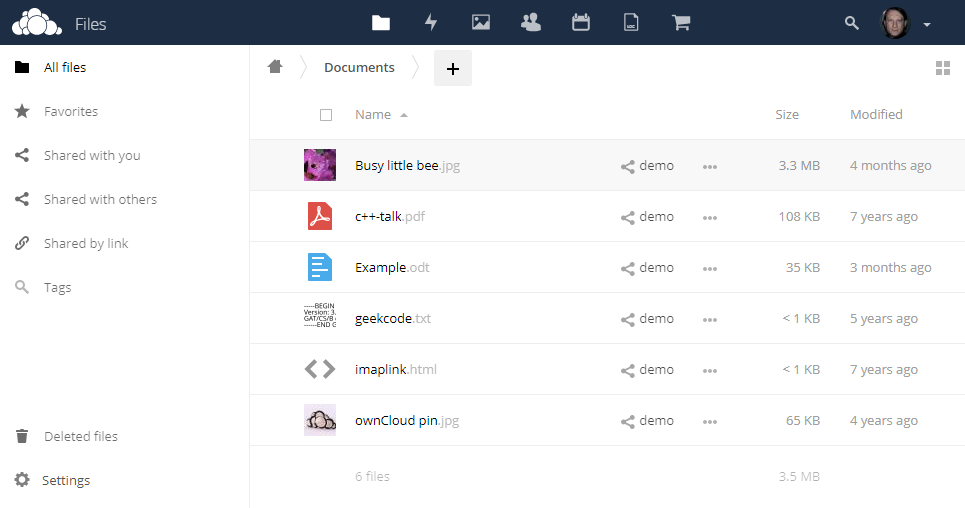 Files
All files
Favorites
Shared with you
Shared with others
Shared by link
Tags
Deleted files
Settings
Documents
Name Size Modified
Busy little bee.jpg demo 3.3 MB 4 months ago
c++-talk.pdf demo 108 KB 7 years ago
Example.odt demo 35 KB 3 months ago
-----BEGIN
Version: 3.
GAT/CS/B
------END G
geekcode.txt demo < 1 KB 5 years ago
imaplink.html demo < 1 KB 7 years ago
ownCloud pin.jpg demo 65 KB 4 years ago
6 files 3.5 MB